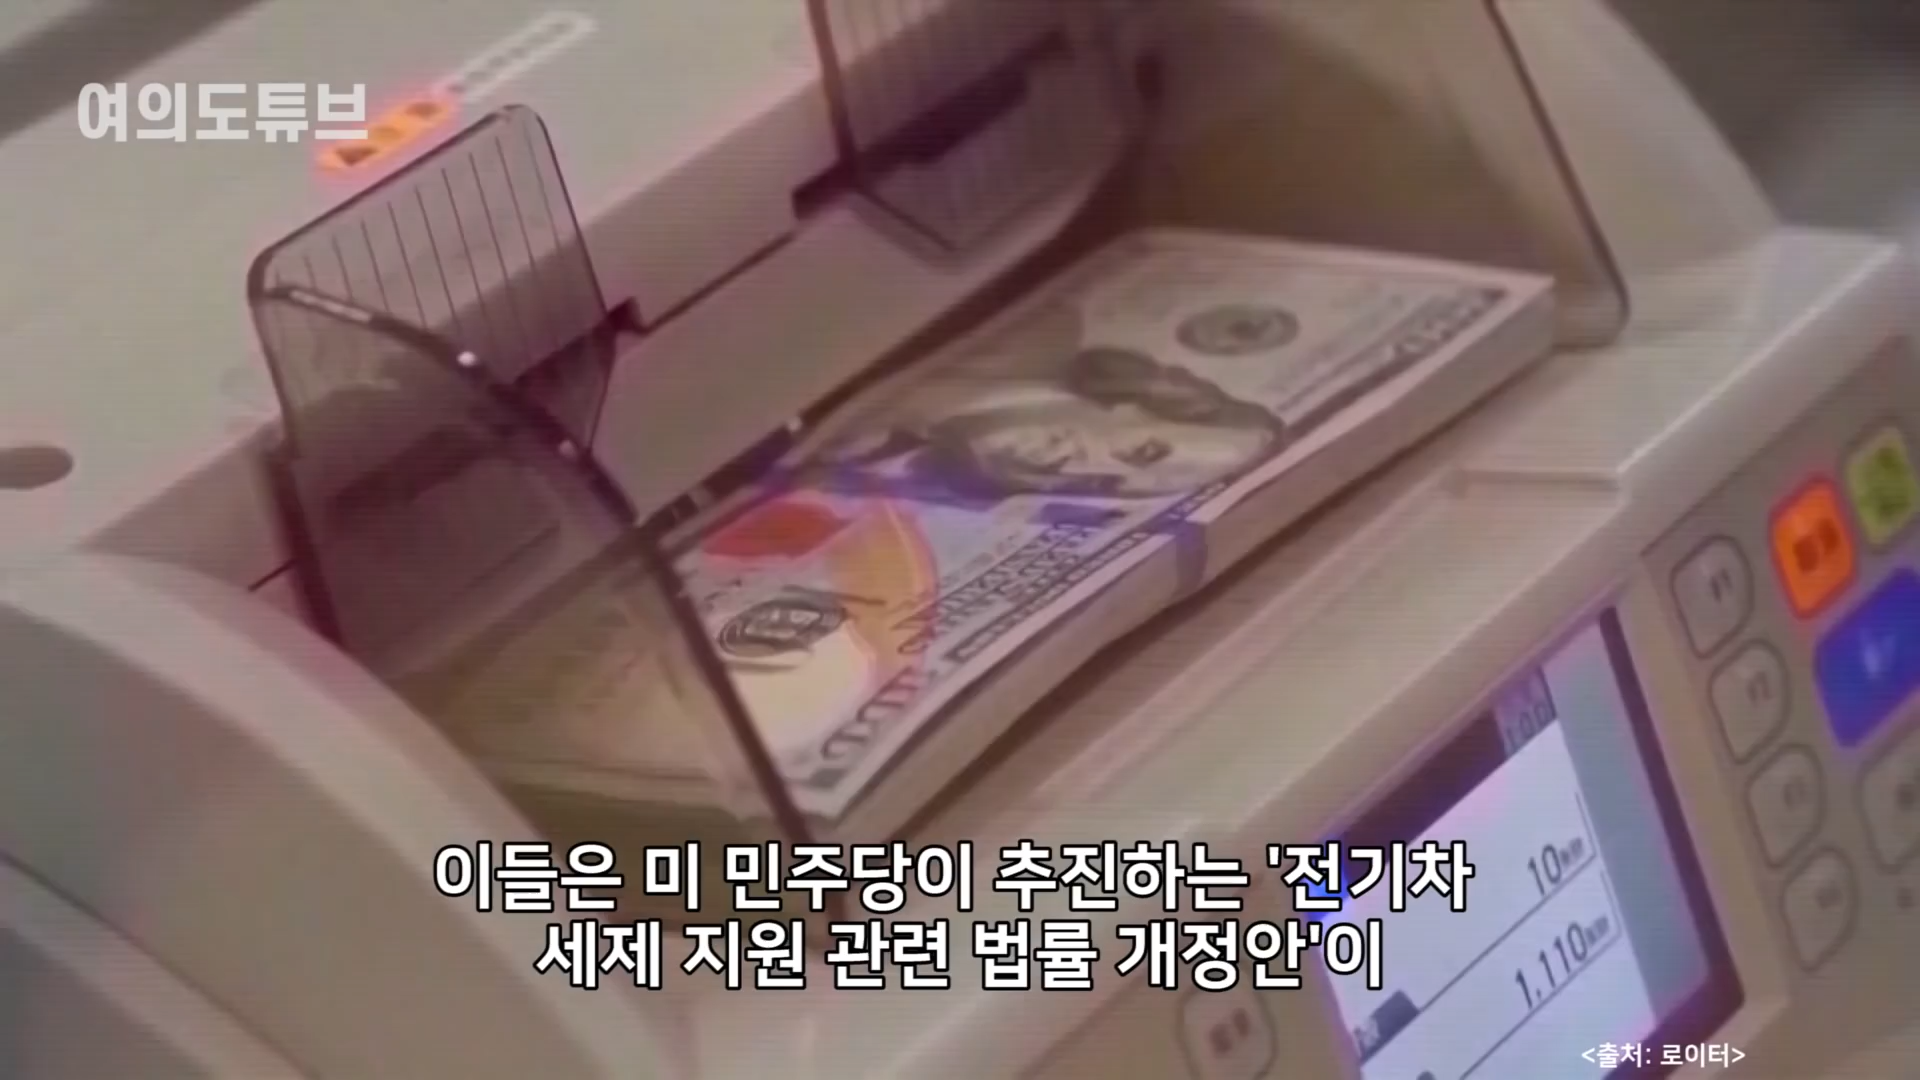 여의도튜브
10
1,110
이들은 미 민주당이 추진하는 '전기차
세제 지원 관련 법률 개정안'이
<출처: 로이터>